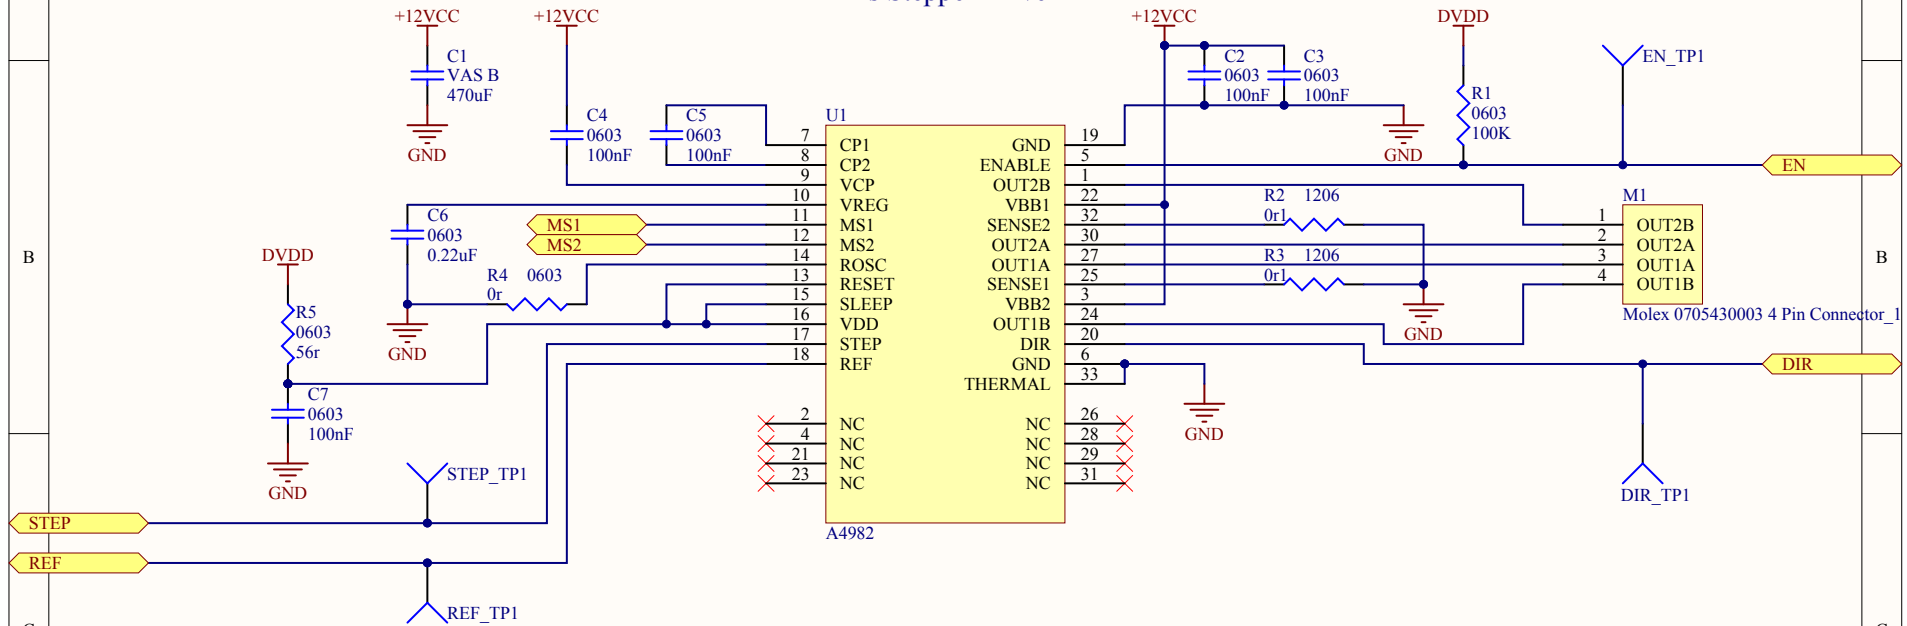 +12VCC
+12VCC
+12VCC
DVDD
C1
VAS B
470uF
GND
C4
0603
100nF
C5
0603
100nF
C2
0603
100nF
C3
0603
100nF
GND
R1
0603
100K
EN_TP1
EN
U1
7 CP1
8 CP2
9 VCP
10 VREG
11 MS1
12 MS2
14 ROSC
13 RESET
15 SLEEP
16 VDD
17 STEP
18 REF
2 NC
4 NC
21 NC
23 NC
GND 19
ENABLE 5
OUT2B 1
VBB1 22
SENSE2 32
OUT2A 30
OUT1A 27
SENSE1 25
VBB2 3
OUT1B 24
DIR 20
GND 6
THERMAL 33
NC 26
NC 28
NC 29
NC 31
A4982
C6
0603
0.22uF
MS1
MS2
R4 0603
0r
GND
DVDD
R5
0603
56r
C7
0603
100nF
GND
R2 1206
0r1
R3 1206
0r1
GND
M1
1 OUT2B
2 OUT2A
3 OUT1A
4 OUT1B
Molex 0705430003 4 Pin Connector_1
DIR
GND
DIR_TP1
STEP_TP1
STEP
REF
REF_TP1
B
B